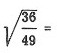 √(36/49) =